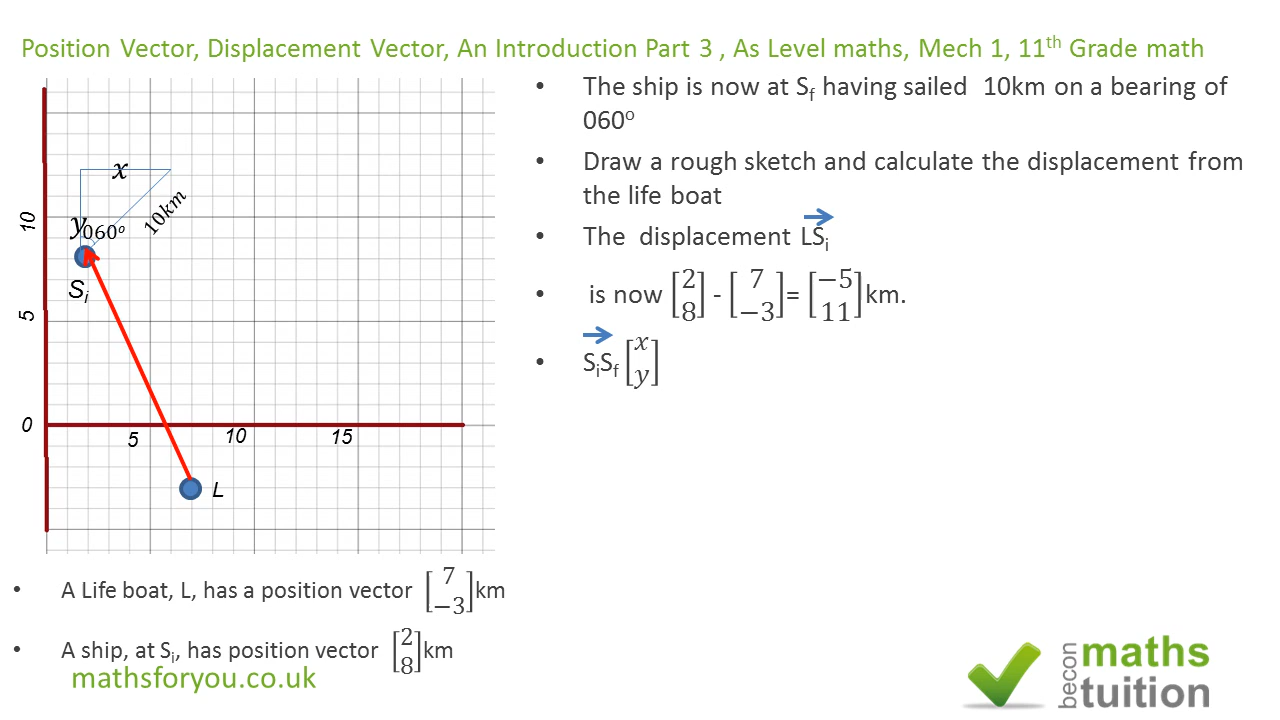 Position Vector, Displacement Vector, An Introduction Part 3 , As Level maths, Mech 1, 11th Grade math
• The ship is now at Sf having sailed 10km on a bearing of
060o
• Draw a rough sketch and calculate the displacement from
the life boat
• The displacement LSi
• is now [2 8] - [7 −3]= [−5 11]km.
• SiSf [x y]
x
10km
y
060o
Si
10
5
0
5
10
15
L
• A Life boat, L, has a position vector [7 −3]km
• A ship, at Si, has position vector [2 8]km
mathsforyou.co.uk
becon
maths
tuition